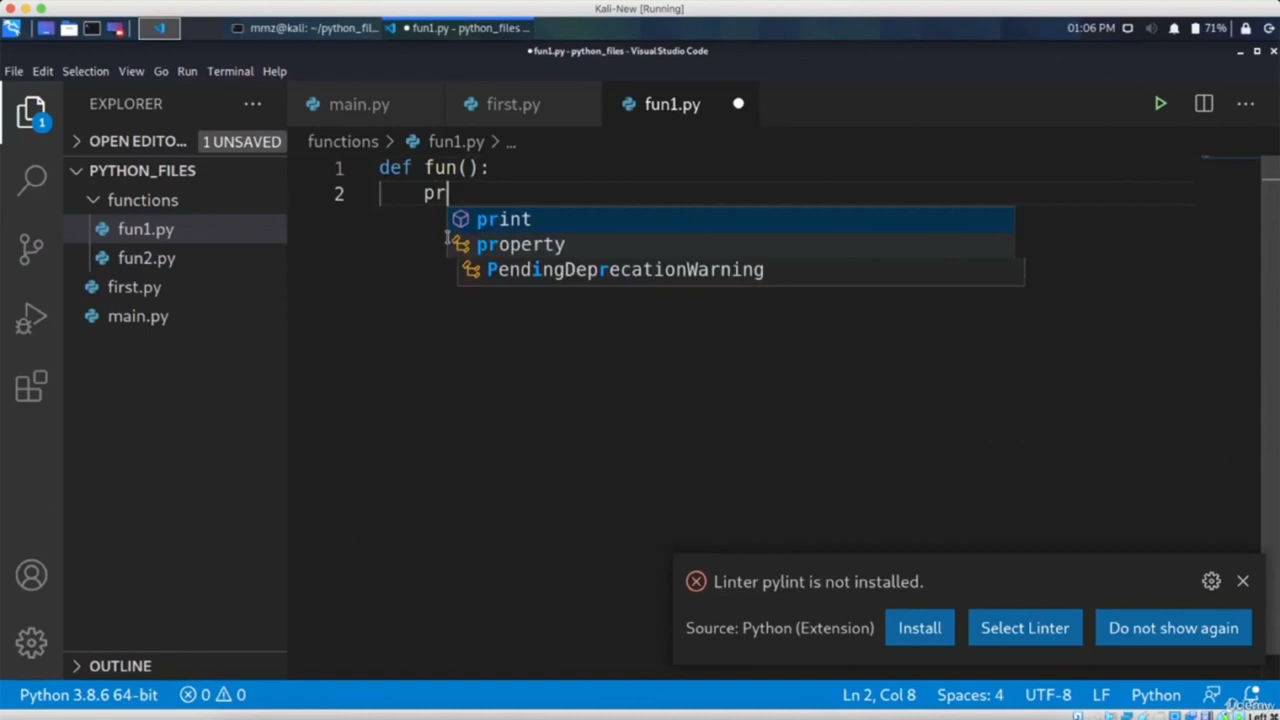 Kali-New [Running]
mmz@kali: ~/python_fil...
fun1.py - python_files ...
01:06 PM
71%
•fun1.py - python_files - Visual Studio Code
File Edit Selection View Go Run Terminal Help
EXPLORER
main.py
first.py
fun1.py
OPEN EDITO...
1 UNSAVED
functions > fun1.py > ...
PYTHON_FILES
functions
fun1.py
fun2.py
first.py
main.py
1 def fun():
2 pr
print
property
PendingDeprecationWarning
1
Linter pylint is not installed.
Source: Python (Extension)
Install
Select Linter
Do not show again
OUTLINE
Python 3.8.6 64-bit
0 0
Ln 2, Col 8
Spaces: 4
UTF-8
LF
Python
Udemy